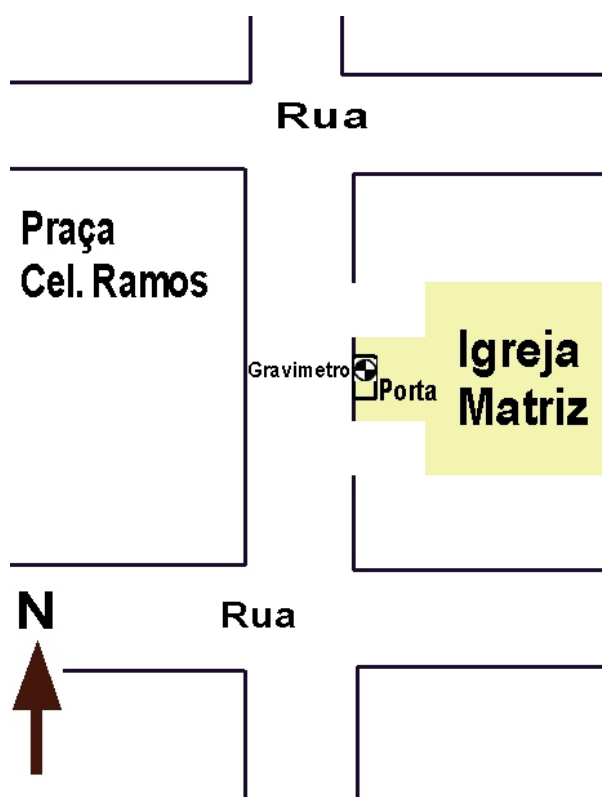 Rua
Praça
Cel. Ramos
Igreja
Matriz
Gravimetro
Porta
N
Rua